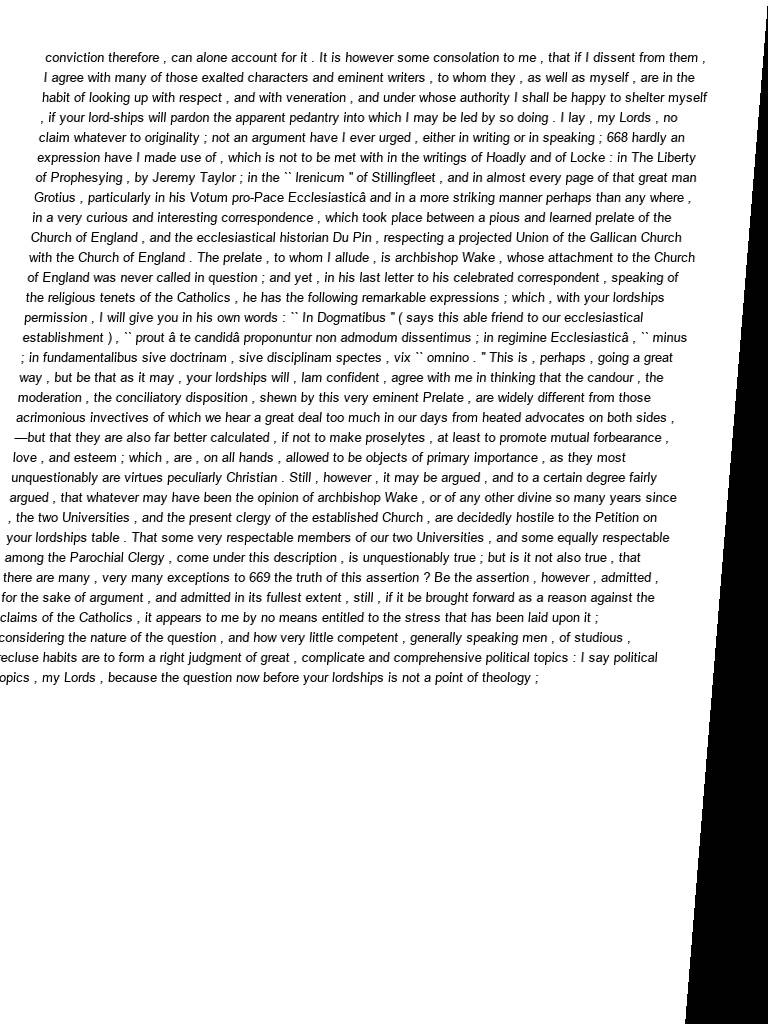 conviction therefore , can alone account for it . It is however some consolation to me , that if I dissent from them ,
I agree with many of those exalted characters and eminent writers , to whom they , as well as myself , are in the
habit of looking up with respect , and with veneration , and under whose authority I shall be happy to shelter myself
, if your lord-ships will pardon the apparent pedantry into which I may be led by so doing . I lay , my Lords , no
claim whatever to originality ; not an argument have I ever urged , either in writing or in speaking ; 668 hardly an
expression have I made use of , which is not to be met with in the writings of Hoadly and of Locke : in The Liberty
of Prophesying , by Jeremy Taylor ; in the `` Irenicum " of Stillingfleet , and in almost every page of that great man
Grotius , particularly in his Votum pro-Pace Ecclesiasticâ and in a more striking manner perhaps than any where ,
in a very curious and interesting correspondence , which took place between a pious and learned prelate of the
Church of England , and the ecclesiastical historian Du Pin , respecting a projected Union of the Gallican Church
with the Church of England . The prelate , to whom I allude , is archbishop Wake , whose attachment to the Church
of England was never called in question ; and yet , in his last letter to his celebrated correspondent , speaking of
the religious tenets of the Catholics , he has the following remarkable expressions ; which , with your lordships
permission , I will give you in his own words : `` In Dogmatibus " ( says this able friend to our ecclesiastical
establishment ) , `` prout â te candidâ proponuntur non admodum dissentimus ; in regimine Ecclesiasticâ , `` minus
; in fundamentalibus sive doctrinam , sive disciplinam spectes , vix `` omnino . " This is , perhaps , going a great
way , but be that as it may , your lordships will , lam confident , agree with me in thinking that the candour , the
moderation , the conciliatory disposition , shewn by this very eminent Prelate , are widely different from those
acrimonious invectives of which we hear a great deal too much in our days from heated advocates on both sides ,
—but that they are also far better calculated , if not to make proselytes , at least to promote mutual forbearance ,
love , and esteem ; which , are , on all hands , allowed to be objects of primary importance , as they most
unquestionably are virtues peculiarly Christian . Still , however , it may be argued , and to a certain degree fairly
argued , that whatever may have been the opinion of archbishop Wake , or of any other divine so many years since
, the two Universities , and the present clergy of the established Church , are decidedly hostile to the Petition on
your lordships table . That some very respectable members of our two Universities , and some equally respectable
among the Parochial Clergy , come under this description , is unquestionably true ; but is it not also true , that
there are many , very many exceptions to 669 the truth of this assertion ? Be the assertion , however , admitted ,
for the sake of argument , and admitted in its fullest extent , still , if it be brought forward as a reason against the
claims of the Catholics , it appears to me by no means entitled to the stress that has been laid upon it ;
considering the nature of the question , and how very little competent , generally speaking men , of studious ,
recluse habits are to form a right judgment of great , complicate and comprehensive political topics : I say political
opics , my Lords , because the question now before your lordships is not a point of theology ;